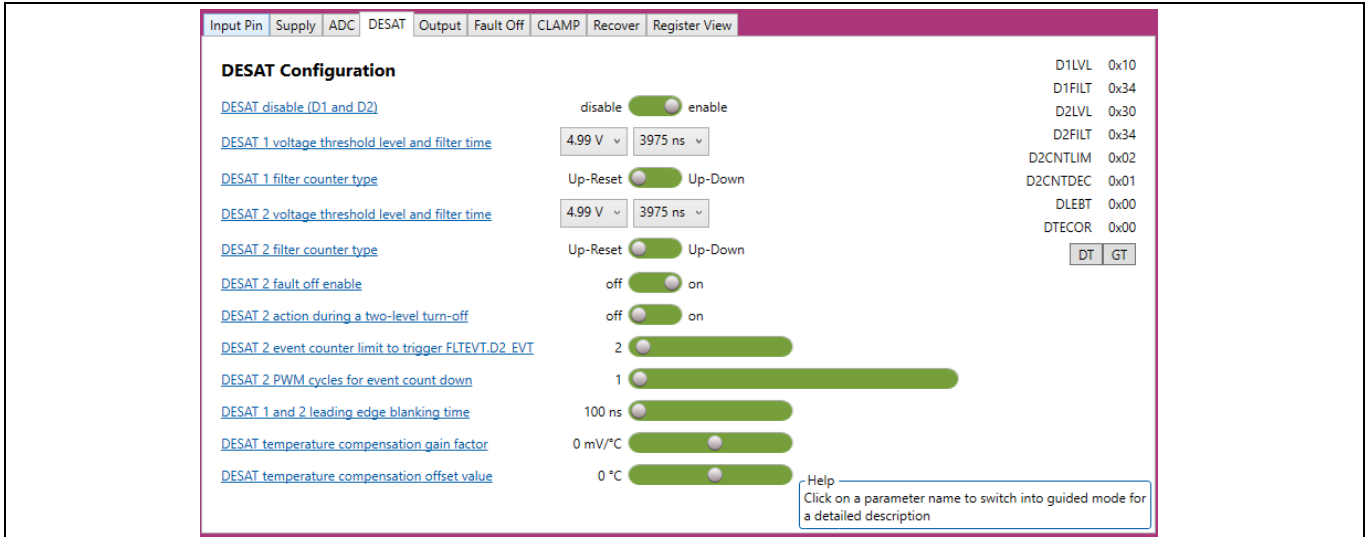 Input Pin Supply ADC DESAT Output Fault Off CLAMP Recover Register View
DESAT Configuration
DESAT disable (D1 and D2) disable enable
DESAT 1 voltage threshold level and filter time 4.99 V 3975 ns
DESAT 1 filter counter type Up-Reset Up-Down
DESAT 2 voltage threshold level and filter time 4.99 V 3975 ns
DESAT 2 filter counter type Up-Reset Up-Down
DESAT 2 fault off enable off on
DESAT 2 action during a two-level turn-off off on
DESAT 2 event counter limit to trigger FLTEVT.D2_EVT 2
DESAT 2 PWM cycles for event count down 1
DESAT 1 and 2 leading edge blanking time 100 ns
DESAT temperature compensation gain factor 0 mV/°C
DESAT temperature compensation offset value 0 °C
D1LVL 0x10
D1FILT 0x34
D2LVL 0x30
D2FILT 0x34
D2CNTLIM 0x02
D2CNTDEC 0x01
DLEBT 0x00
DTECOR 0x00
DT GT
Help
Click on a parameter name to switch into guided mode for
a detailed description